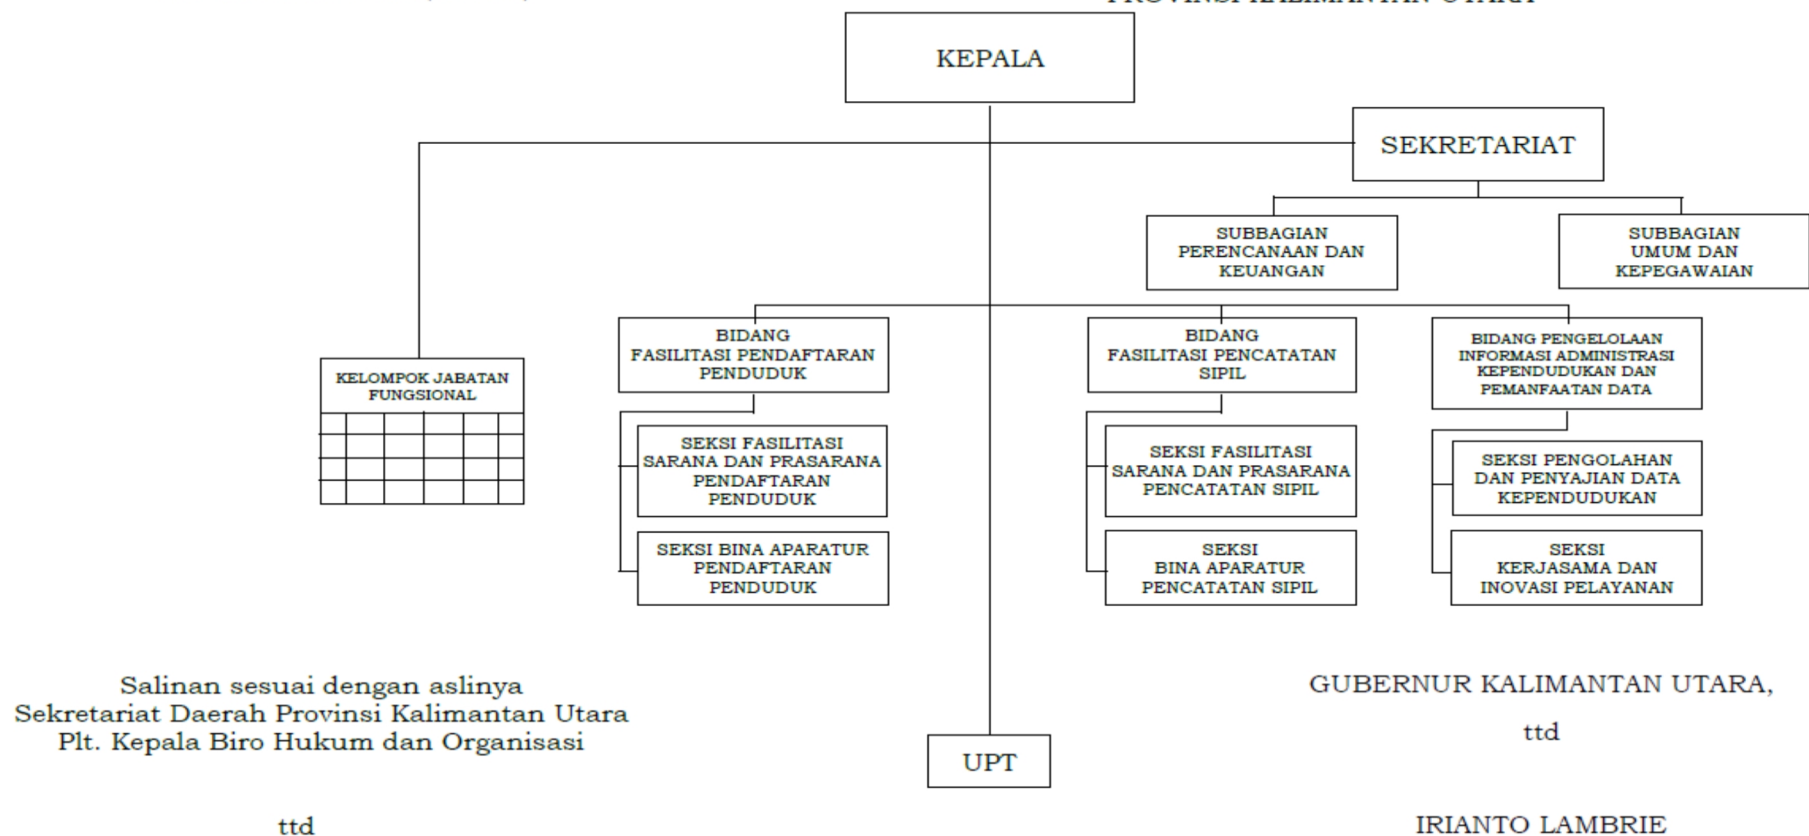 PROVINSI KALIMANTAN UTARA
KEPALA
SEKRETARIAT
SUBBAGIAN
PERENCANAAN DAN
KEUANGAN
SUBBAGIAN
UMUM DAN
KEPEGAWAIAN
KELOMPOK JABATAN
FUNGSIONAL
BIDANG
FASILITASI PENDAFTARAN
PENDUDUK
SEKSI FASILITASI
SARANA DAN PRASARANA
PENDAFTARAN
PENDUDUK
SEKSI BINA APARATUR
PENDAFTARAN
PENDUDUK
BIDANG
FASILITASI PENCATATAN
SIPIL
SEKSI FASILITASI
SARANA DAN PRASARANA
PENCATATAN SIPIL
SEKSI
BINA APARATUR
PENCATATAN SIPIL
BIDANG PENGELOLAAN
INFORMASI ADMINISTRASI
KEPENDUDUKAN DAN
PEMANFAATAN DATA
SEKSI PENGOLAHAN
DAN PENYAJIAN DATA
KEPENDUDUKAN
SEKSI
KERJASAMA DAN
INOVASI PELAYANAN
UPT
Salinan sesuai dengan aslinya
Sekretariat Daerah Provinsi Kalimantan Utara
Plt. Kepala Biro Hukum dan Organisasi
ttd
GUBERNUR KALIMANTAN UTARA,
ttd
IRIANTO LAMBRIE